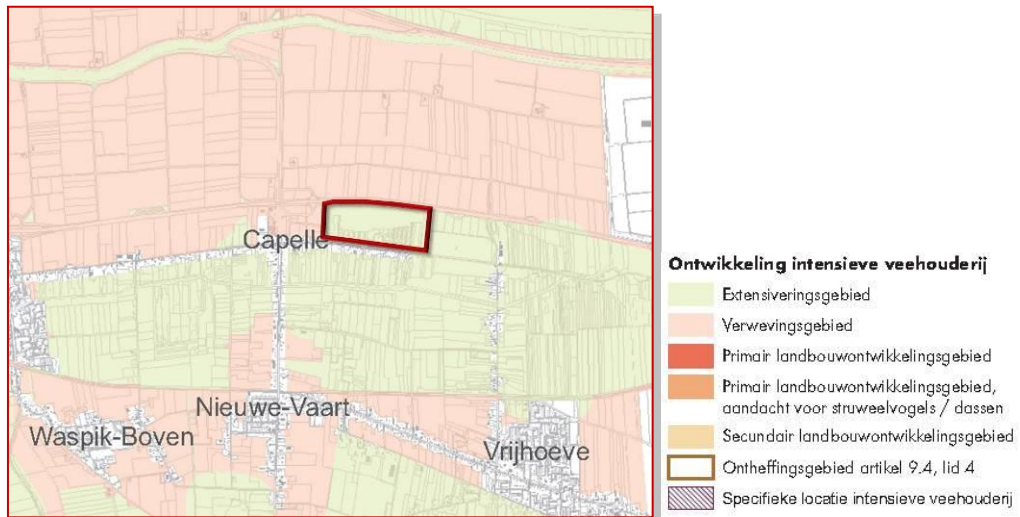 Capelle
Nieuwe-Vaart
Waspik-Boven
Vrijhoeve
Ontwikkeling intensieve veehouderij
Extensiveringsgebied
Verwevingsgebied
Primair landbouwontwikkelingsgebied
Primair landbouwontwikkelingsgebied,
aandacht voor struweelvogels / dassen
Secundair landbouwontwikkelingsgebied
Ontheffingsgebied artikel 9.4, lid 4
Specifieke locatie intensieve veehouderij